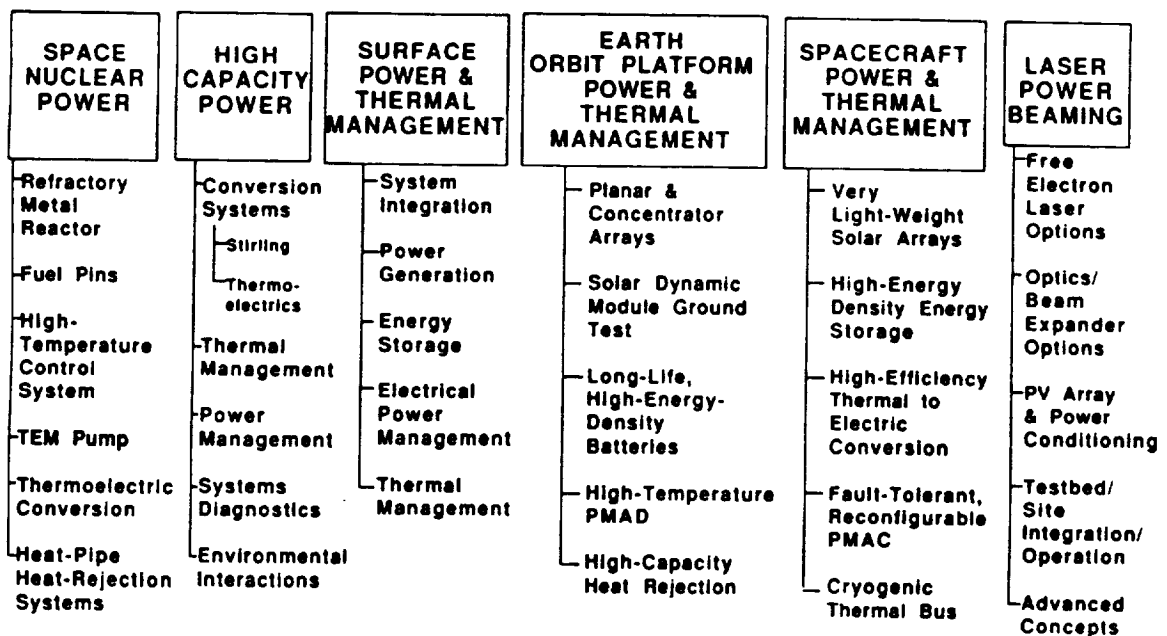 SPACE
NUCLEAR
POWER
Refractory
Metal
Reactor
Fuel Pins
High-
Temperature
Control
System
TEM Pump
Thermoelectric
Conversion
Heat-Pipe
Heat-Rejection
Systems
HIGH
CAPACITY
POWER
Conversion
Systems
Stirling
Thermo-
electrics
Thermal
Management
Power
Management
Systems
Diagnostics
Environmental
Interactions
SURFACE
POWER &
THERMAL
MANAGEMENT
System
Integration
Power
Generation
Energy
Storage
Electrical
Power
Management
Thermal
Management
EARTH
ORBIT PLATFORM
POWER &
THERMAL
MANAGEMENT
Planar &
Concentrator
Arrays
Solar Dynamic
Module Ground
Test
Long-Life,
High-Energy-
Density
Batteries
High-Temperature
PMAD
High-Capacity
Heat Rejection
SPACECRAFT
POWER &
THERMAL
MANAGEMENT
Very
Light-Weight
Solar Arrays
High-Energy
Density Energy
Storage
High-Efficiency
Thermal to
Electric
Conversion
Fault-Tolerant,
Reconfigurable
PMAC
Cryogenic
Thermal Bus
LASER
POWER
BEAMING
Free
Electron
Laser
Options
Optics/
Beam
Expander
Options
PV Array
& Power
Conditioning
Testbed/
Site
Integration/
Operation
Advanced
Concepts